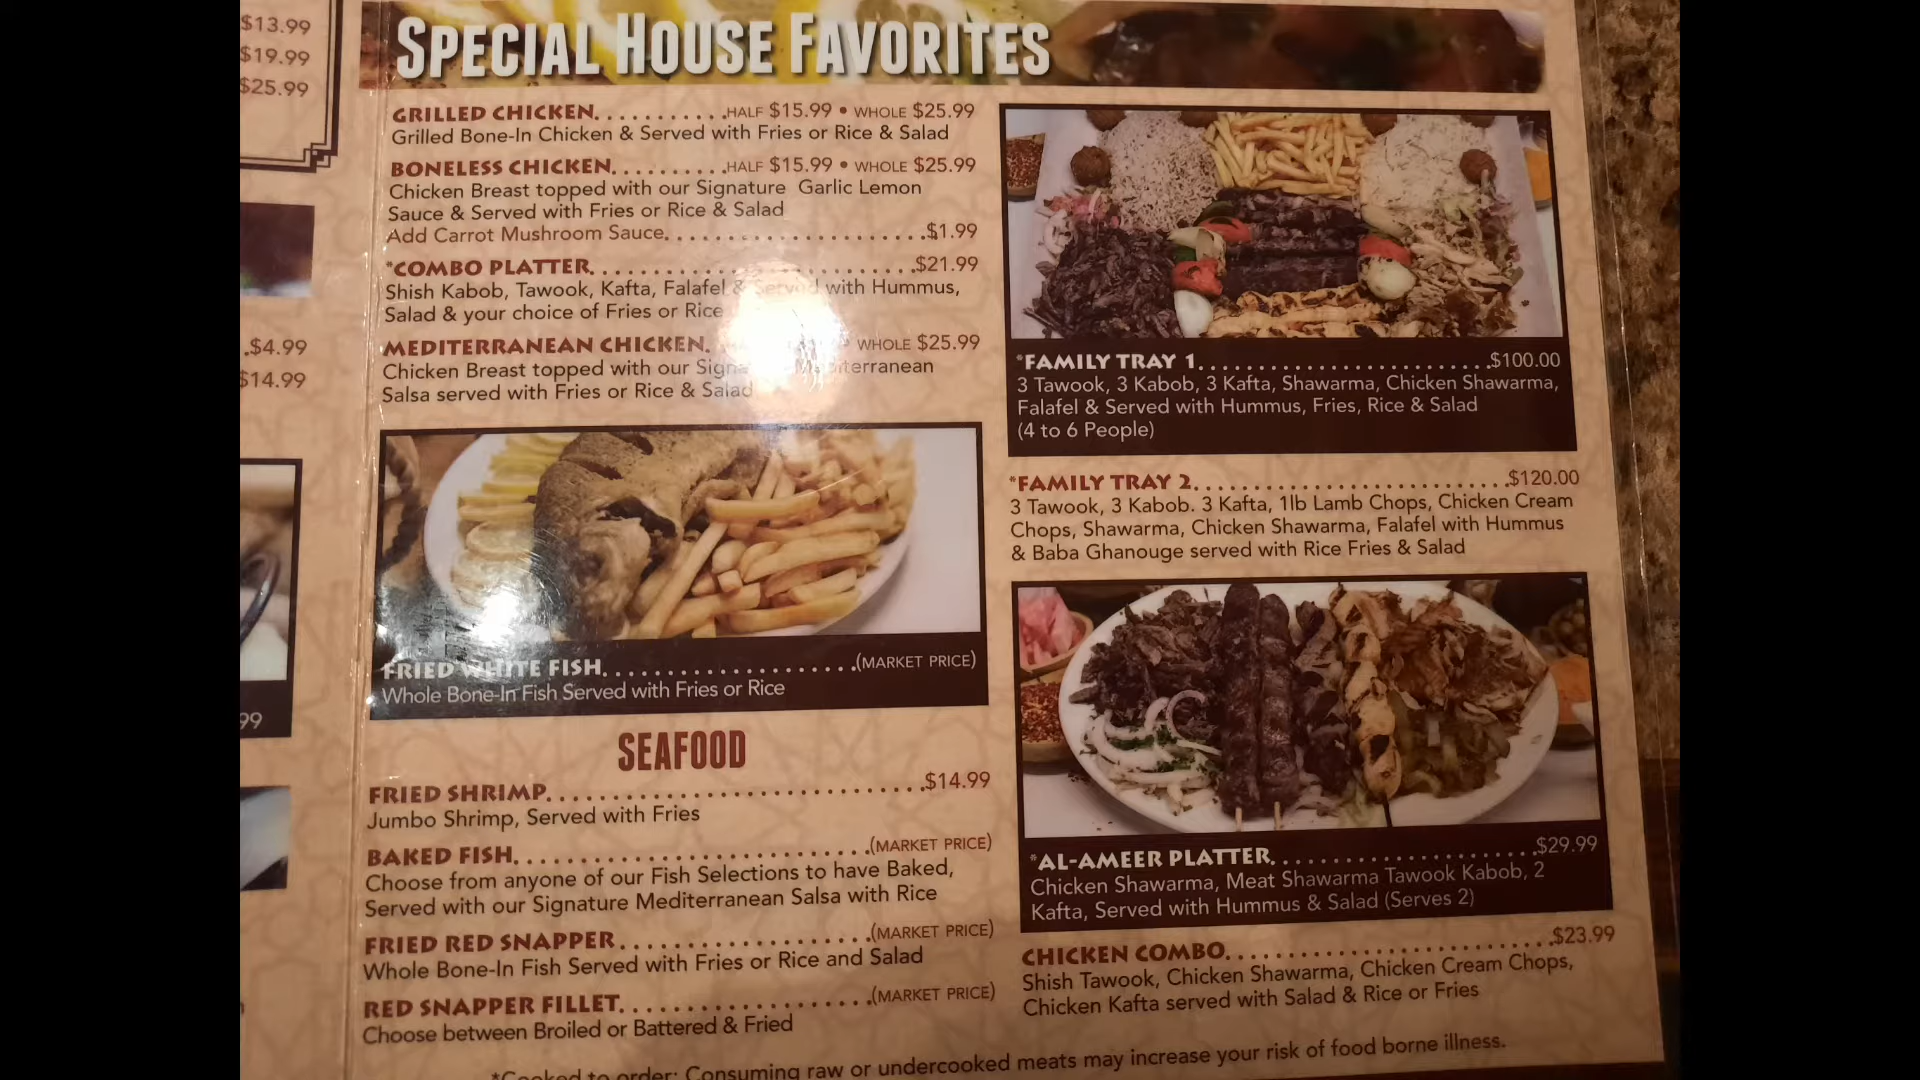 $13.99
$19.99
$25.99
.$4.99
$14.99
99
SPECIAL HOUSE FAVORITES
GRILLED CHICKEN...........HALF $15.99 • WHOLE $25.99
Grilled Bone-In Chicken & Served with Fries or Rice & Salad
BONELESS CHICKEN.........HALF $15.99 • WHOLE $25.99
Chicken Breast topped with our Signature Garlic Lemon
Sauce & Served with Fries or Rice & Salad
Add Carrot Mushroom Sauce.....................$1.99
*COMBO PLATTER..........................$21.99
Shish Kabob, Tawook, Kafta, Falafel & Served with Hummus,
Salad & your choice of Fries or Rice
MEDITERRANEAN CHICKEN. WHOLE $25.99
Chicken Breast topped with our Signature Mediterranean
Salsa served with Fries or Rice & Salad
FRIED WHITE FISH....................(MARKET PRICE)
Whole Bone-In Fish Served with Fries or Rice
SEAFOOD
FRIED SHRIMP..............................$14.99
Jumbo Shrimp, Served with Fries
BAKED FISH............................(MARKET PRICE)
Choose from anyone of our Fish Selections to have Baked,
Served with our Signature Mediterranean Salsa with Rice
FRIED RED SNAPPER....................(MARKET PRICE)
Whole Bone-In Fish Served with Fries or Rice and Salad
RED SNAPPER FILLET....................(MARKET PRICE)
Choose between Broiled or Battered & Fried
*FAMILY TRAY 1........................$100.00
3 Tawook, 3 Kabob, 3 Kafta, Shawarma, Chicken Shawarma,
Falafel & Served with Hummus, Fries, Rice & Salad
(4 to 6 People)
*FAMILY TRAY 2.........................$120.00
3 Tawook, 3 Kabob. 3 Kafta, 1lb Lamb Chops, Chicken Cream
Chops, Shawarma, Chicken Shawarma, Falafel with Hummus
& Baba Ghanouge served with Rice Fries & Salad
*AL-AMEER PLATTER.....................$29.99
Chicken Shawarma, Meat Shawarma Tawook Kabob, 2
Kafta, Served with Hummus & Salad (Serves 2)
CHICKEN COMBO..........................$23.99
Shish Tawook, Chicken Shawarma, Chicken Cream Chops,
Chicken Kafta served with Salad & Rice or Fries
*Cooked to order: Consuming raw or undercooked meats may increase your risk of food borne illness.